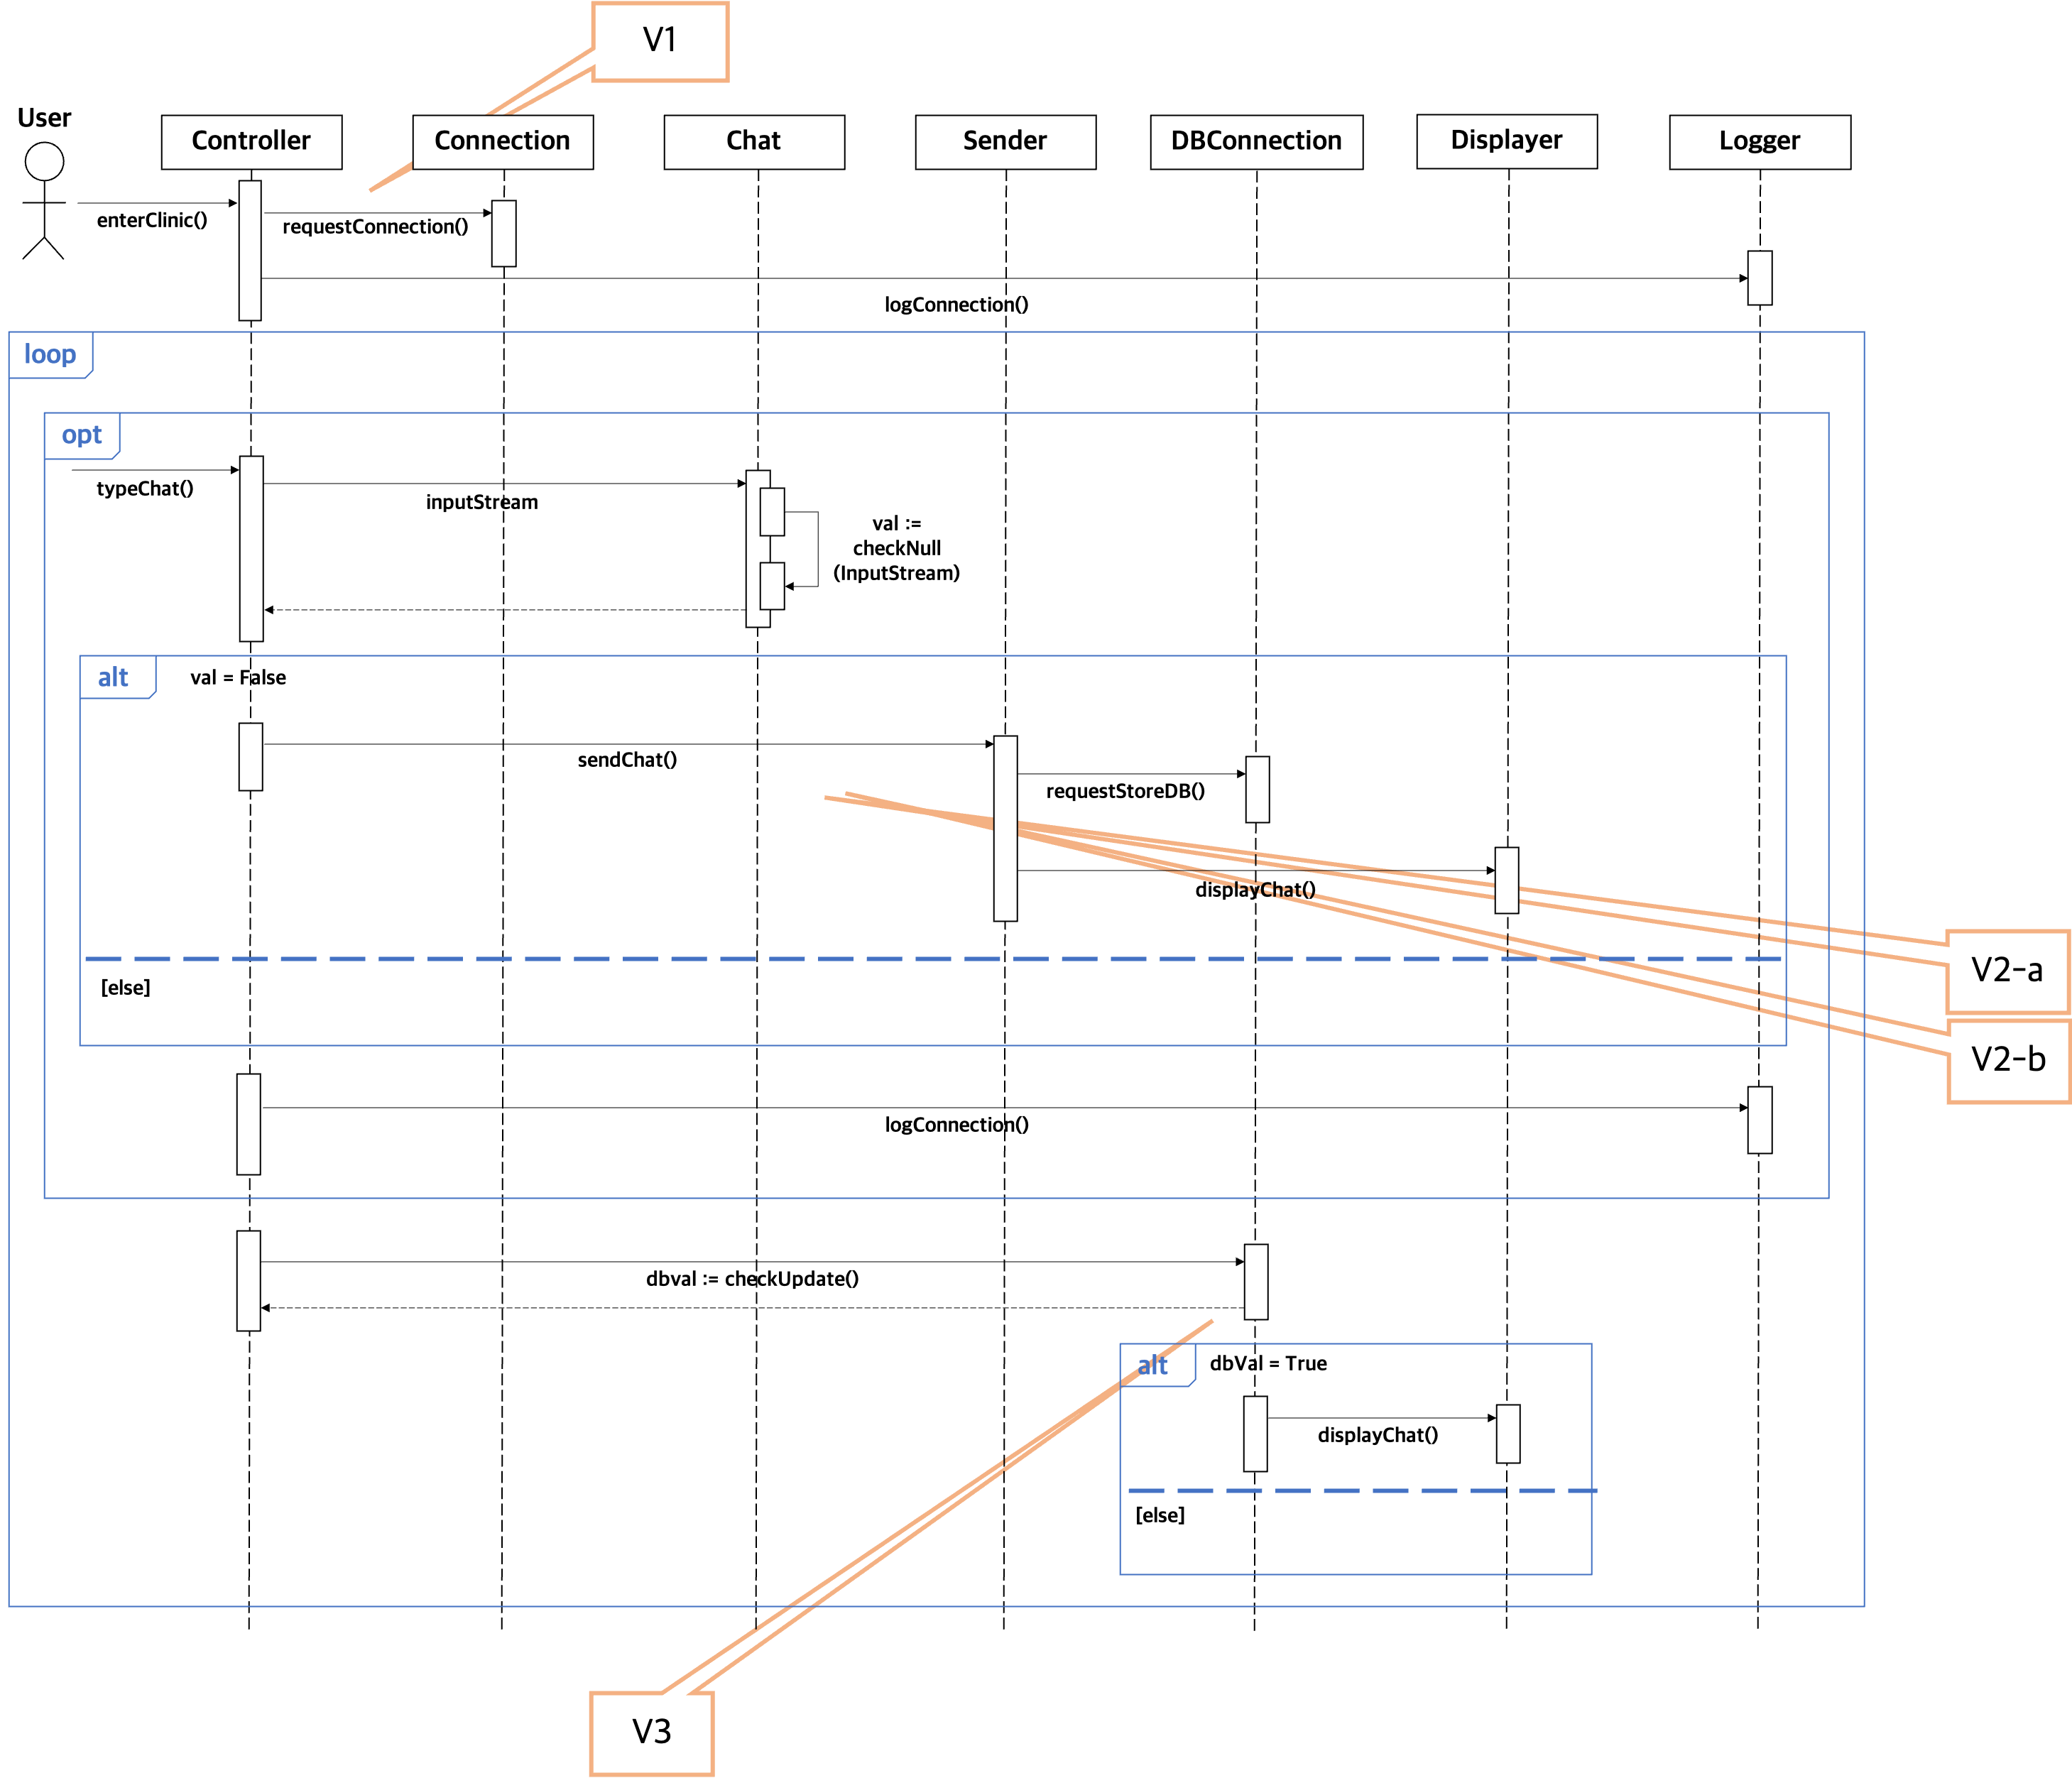 V1
User
Controller
Connection
Chat
Sender
DBConnection
Displayer
Logger
enterClinic()
requestConnection()
logConnection()
loop
opt
typeChat()
inputStream
val :=
checkNull
(InputStream)
alt
val = False
sendChat()
requestStoreDB()
displayChat()
V2-a
[else]
V2-b
logConnection()
dbval := checkUpdate()
alt
dbVal = True
displayChat()
[else]
V3